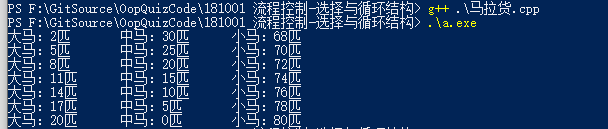 PS F:\GitSource\OopQuizCode\181001 流程控制-选择与循环结构> g++ .\马拉货.cpp
PS F:\GitSource\OopQuizCode\181001 流程控制-选择与循环结构> .\a.exe
大马：2匹 中马：30匹 小马：68匹
大马：5匹 中马：25匹 小马：70匹
大马：8匹 中马：20匹 小马：72匹
大马：11匹 中马：15匹 小马：74匹
大马：14匹 中马：10匹 小马：76匹
大马：17匹 中马：5匹 小马：78匹
大马：20匹 中马：0匹 小马：80匹